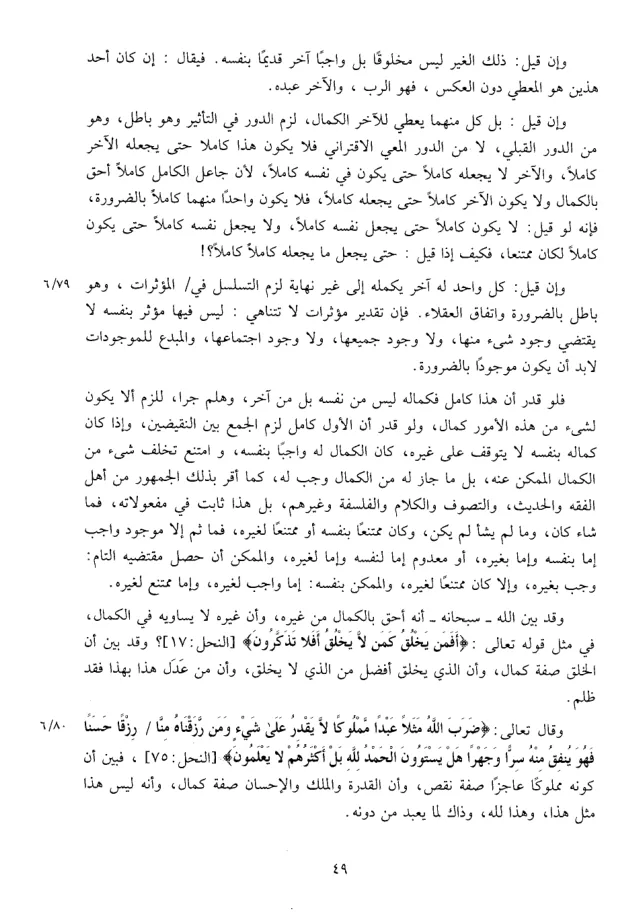 وإن قيل: ذلك الغير ليس مخلوقًا بل واجبًا آخر قديمًا بنفسه. فيقال : إن كان أحد
هذين هو المعطي دون العكس ، فهو الرب ، والآخر عبده.
وإن قيل : بل كل منهما يعطي للآخر الكمال، لزم الدور في التأثير وهو باطل، وهو
من الدور القبلي، لا من الدور المعي الاقتراني فلا يكون هذا كاملا حتى يجعله الآخر
كاملاً، والآخر لا يجعله كاملاً حتى يكون في نفسه كاملاً، لأن جاعل الكامل كاملاً أحق
بالكمال ولا يكون الآخر كاملاً حتى يجعله كاملاً، فلا يكون واحدًا منهما كاملاً بالضرورة،
فإنه لو قيل: لا يكون كاملاً حتى يجعل نفسه كاملاً، ولا يجعل نفسه كاملاً حتى يكون
كاملاً لكان ممتنعا، فكيف إذا قيل : حتى يجعل ما يجعله كاملاً كاملاً؟!
وإن قيل: كل واحد له آخر يكمله إلى غير نهاية لزم التسلسل في/ المؤثرات ، وهو ٦/٧٩
باطل بالضرورة واتفاق العقلاء. فإن تقدير مؤثرات لا تتناهي : ليس فيها مؤثر بنفسه لا
يقتضي وجود شىء منها، ولا وجود جميعها، ولا وجود اجتماعها، والمبدع للموجودات
لابد أن يكون موجودًا بالضرورة.
فلو قدر أن هذا كامل فكماله ليس من نفسه بل من آخر، وهلم جرا، للزم ألا يكون
لشىء من هذه الأمور كمال، ولو قدر أن الأول كامل لزم الجمع بين النقيضين، وإذا كان
كماله بنفسه لا يتوقف على غيره، كان الكمال له واجبًا بنفسه، و امتنع تخلف شىء من
الكمال الممكن عنه، بل ما جاز له من الكمال وجب له، كما أقر بذلك الجمهور من أهل
الفقه والحديث، والتصوف والكلام والفلسفة وغيرهم، بل هذا ثابت في مفعولاته، فما
شاء كان، وما لم يشأ لم يكن، وكان ممتنعًا بنفسه أو ممتنعًا لغيره، فما ثم إلا موجود واجب
إما بنفسه وإما بغيره، أو معدوم إما لنفسه وإما لغيره، والممكن أن حصل مقتضيه التام:
وجب بغيره، وإلا كان ممتنعًا لغيره، والممكن بنفسه: إما واجب لغيره، وإما ممتنع لغيره.
وقد بين الله ـ سبحانه ـ أنه أحق بالكمال من غيره، وأن غيره لا يساويه في الكمال،
في مثل قوله تعالى :﴿أَفَمَن يَخْلُقُ كَمَن لاَّ يَخْلُقُ أَفَلا تَذَكَّرُونَ﴾ [النحل:١٧]؟ وقد بين أن
الخلق صفة كمال، وأن الذي يخلق أفضل من الذي لا يخلق، وأن من عَدَل هذا بهذا فقد
ظلم.
وقال تعالى: ﴿ضَرَبَ اللَّهُ مَثَلاً عَبْدًا مَّمْلُوكًا لاَّ يَقْدِرُ عَلَىٰ شَيْءٍ وَمَن رَّزَقْنَاهُ مِنَّا / رِزْقًا حَسَنًا ٦/٨٠
فَهُوَ يُنفِقُ مِنْهُ سِرًّا وَجَهْرًا هَلْ يَسْتَوُونَ الْحَمْدُ لِلَّهِ بَلْ أَكْثَرُهُمْ لا يَعْلَمُونَ﴾ [النحل:٧٥] ، فبين أن
كونه مملوكًا عاجزًا صفة نقص، وأن القدرة والملك والإحسان صفة كمال، وأنه ليس هذا
مثل هذا، وهذا لله، وذاك لما يعبد من دونه.
٤٩